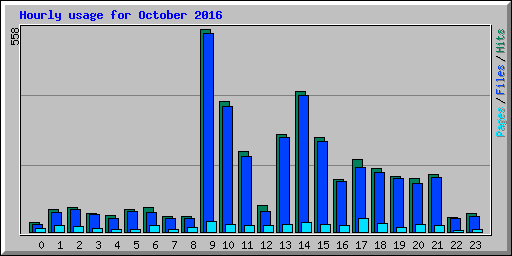 Hourly usage for October 2016
558
Pages/Files/Hits
0 1 2 3 4 5 6 7 8 9 10 11 12 13 14 15 16 17 18 19 20 21 22 23